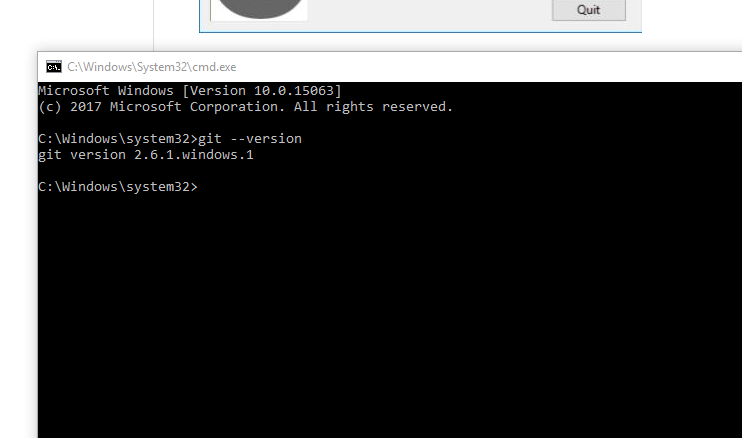 Quit
C:\Windows\System32\cmd.exe
Microsoft Windows [Version 10.0.15063]
(c) 2017 Microsoft Corporation. All rights reserved.
C:\Windows\system32>git --version
git version 2.6.1.windows.1
C:\Windows\system32>